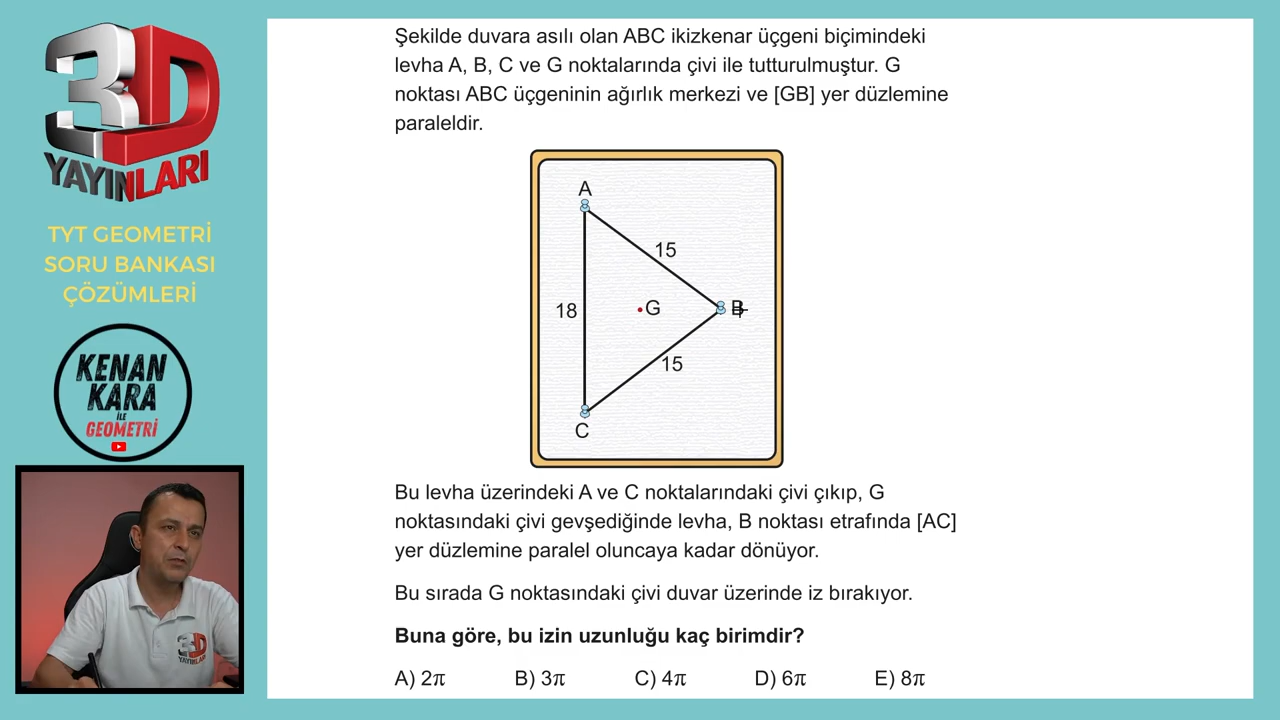 3D
YAYINLARI
TYT GEOMETRİ
SORU BANKASI
ÇÖZÜMLERİ
KENAN
KARA
İLE
GEOMETRİ
3D
YAYINLARI
Şekilde duvara asılı olan ABC ikizkenar üçgeni biçimindeki
levha A, B, C ve G noktalarında çivi ile tutturulmuştur. G
noktası ABC üçgeninin ağırlık merkezi ve [GB] yer düzlemine
paraleldir.
A
15
18
G
B
15
C
Bu levha üzerindeki A ve C noktalarındaki çivi çıkıp, G
noktasındaki çivi gevşediğinde levha, B noktası etrafında [AC]
yer düzlemine paralel oluncaya kadar dönüyor.
Bu sırada G noktasındaki çivi duvar üzerinde iz bırakıyor.
Buna göre, bu izin uzunluğu kaç birimdir?
A) 2π B) 3π C) 4π D) 6π E) 8π